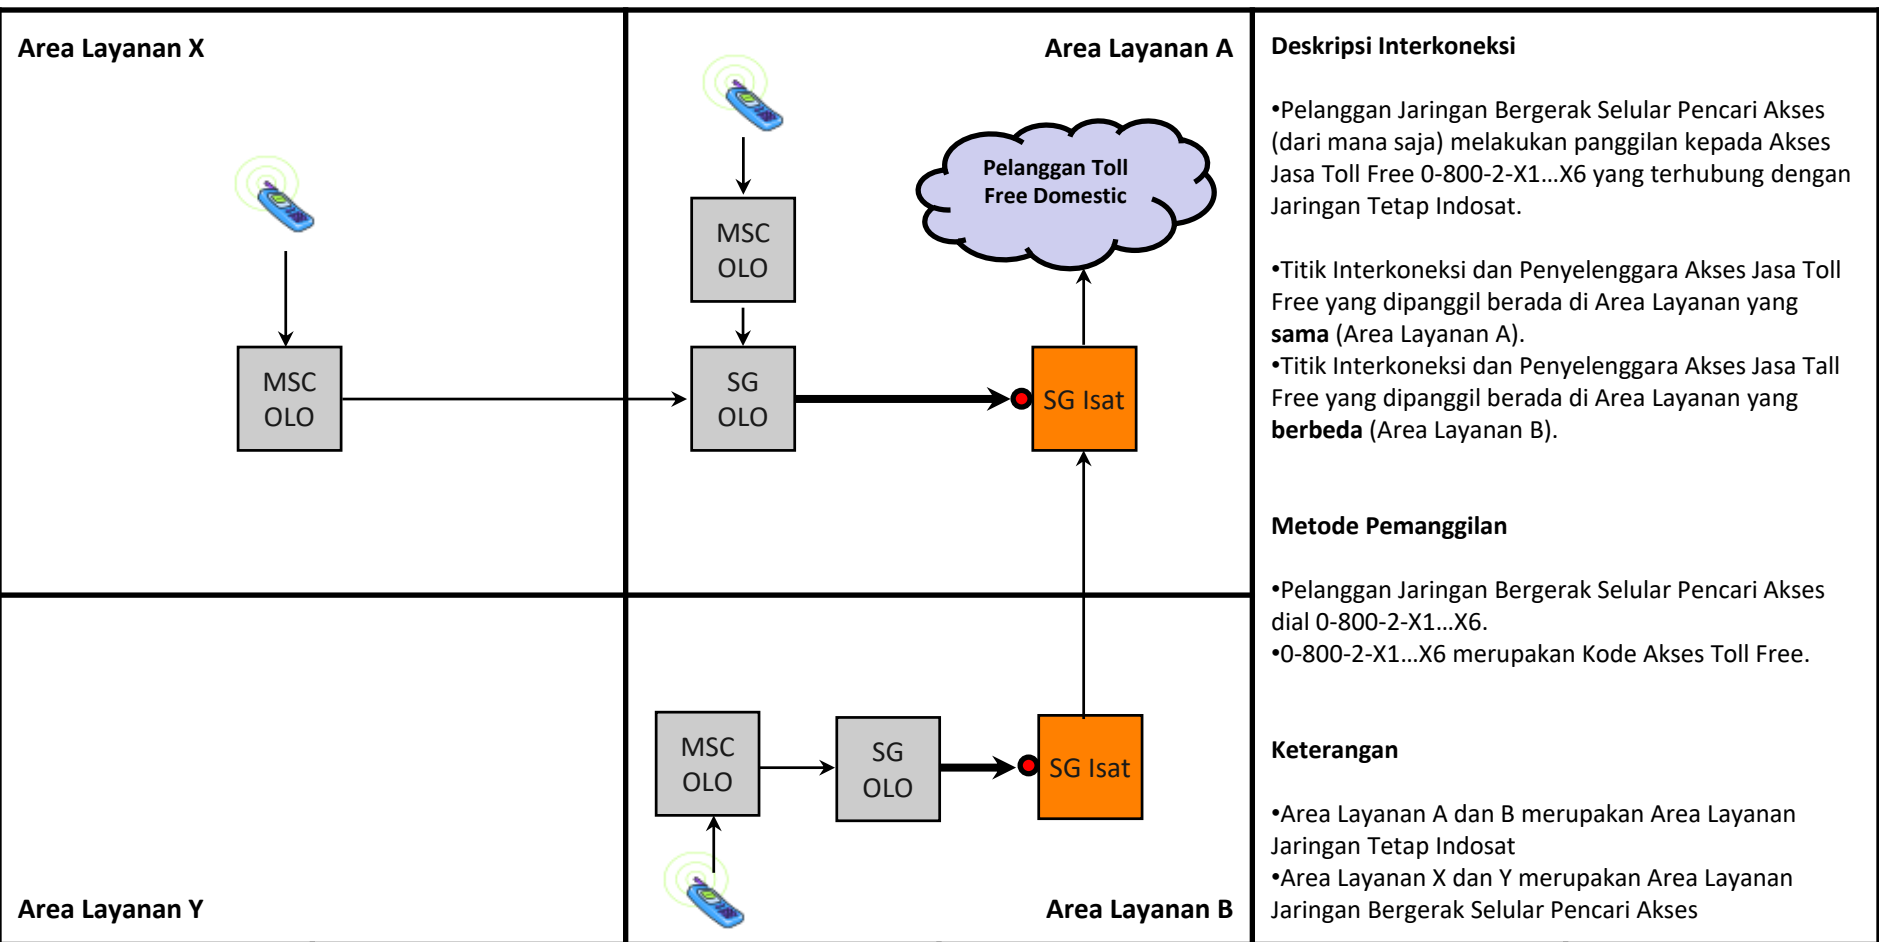 Area Layanan X
Area Layanan A
Pelanggan Toll
Free Domestic
MSC
OLO
MSC
OLO
SG
OLO
SG Isat
MSC
OLO
SG
OLO
SG Isat
Area Layanan Y
Area Layanan B
Deskripsi Interkoneksi
•Pelanggan Jaringan Bergerak Selular Pencari Akses
(dari mana saja) melakukan panggilan kepada Akses
Jasa Toll Free 0-800-2-X1…X6 yang terhubung dengan
Jaringan Tetap Indosat.
•Titik Interkoneksi dan Penyelenggara Akses Jasa Toll
Free yang dipanggil berada di Area Layanan yang
sama (Area Layanan A).
•Titik Interkoneksi dan Penyelenggara Akses Jasa Tall
Free yang dipanggil berada di Area Layanan yang
berbeda (Area Layanan B).
Metode Pemanggilan
•Pelanggan Jaringan Bergerak Selular Pencari Akses
dial 0-800-2-X1…X6.
•0-800-2-X1…X6 merupakan Kode Akses Toll Free.
Keterangan
•Area Layanan A dan B merupakan Area Layanan
Jaringan Tetap Indosat
•Area Layanan X dan Y merupakan Area Layanan
Jaringan Bergerak Selular Pencari Akses